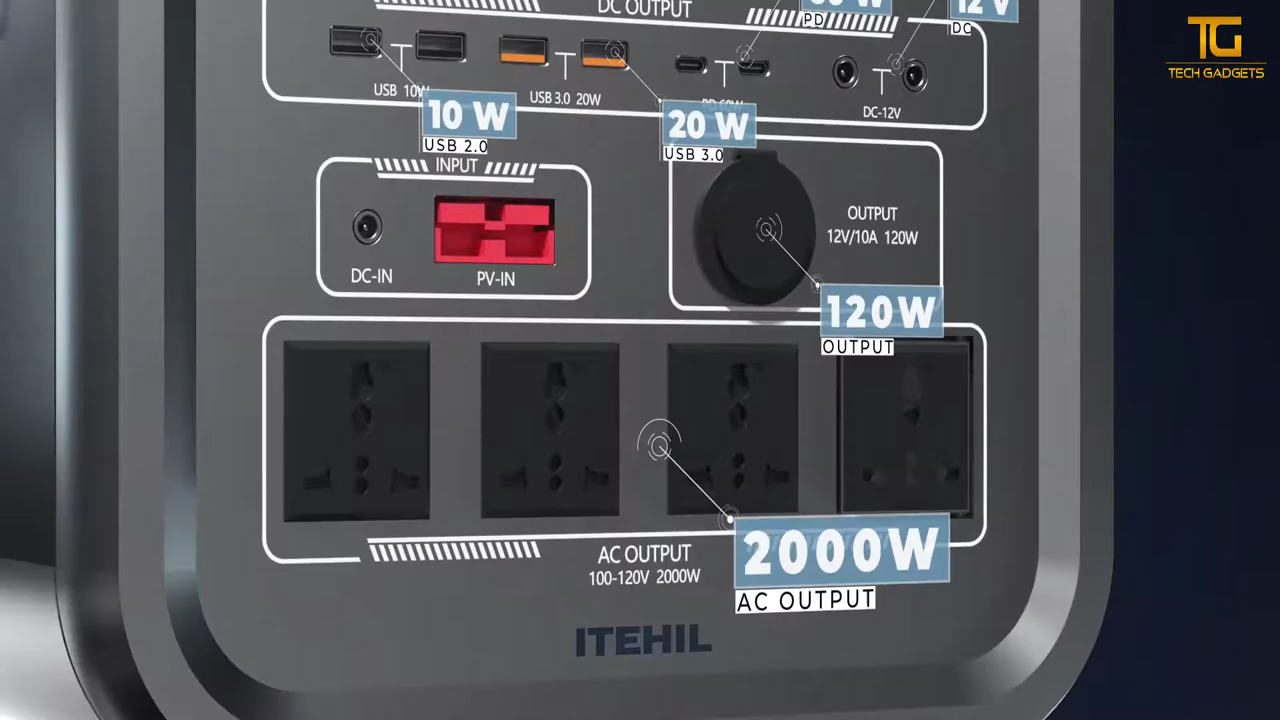 DC OUTPUT
PD
12 V
DC
TG
TECH GADGETS
USB 10W
USB 3.0 20W
DC-12V
10 W
USB 2.0
20 W
USB 3.0
INPUT
DC-IN
PV-IN
OUTPUT
12V/10A 120W
120W
OUTPUT
AC OUTPUT
100-120V 2000W
2000W
AC OUTPUT
ITEHIL